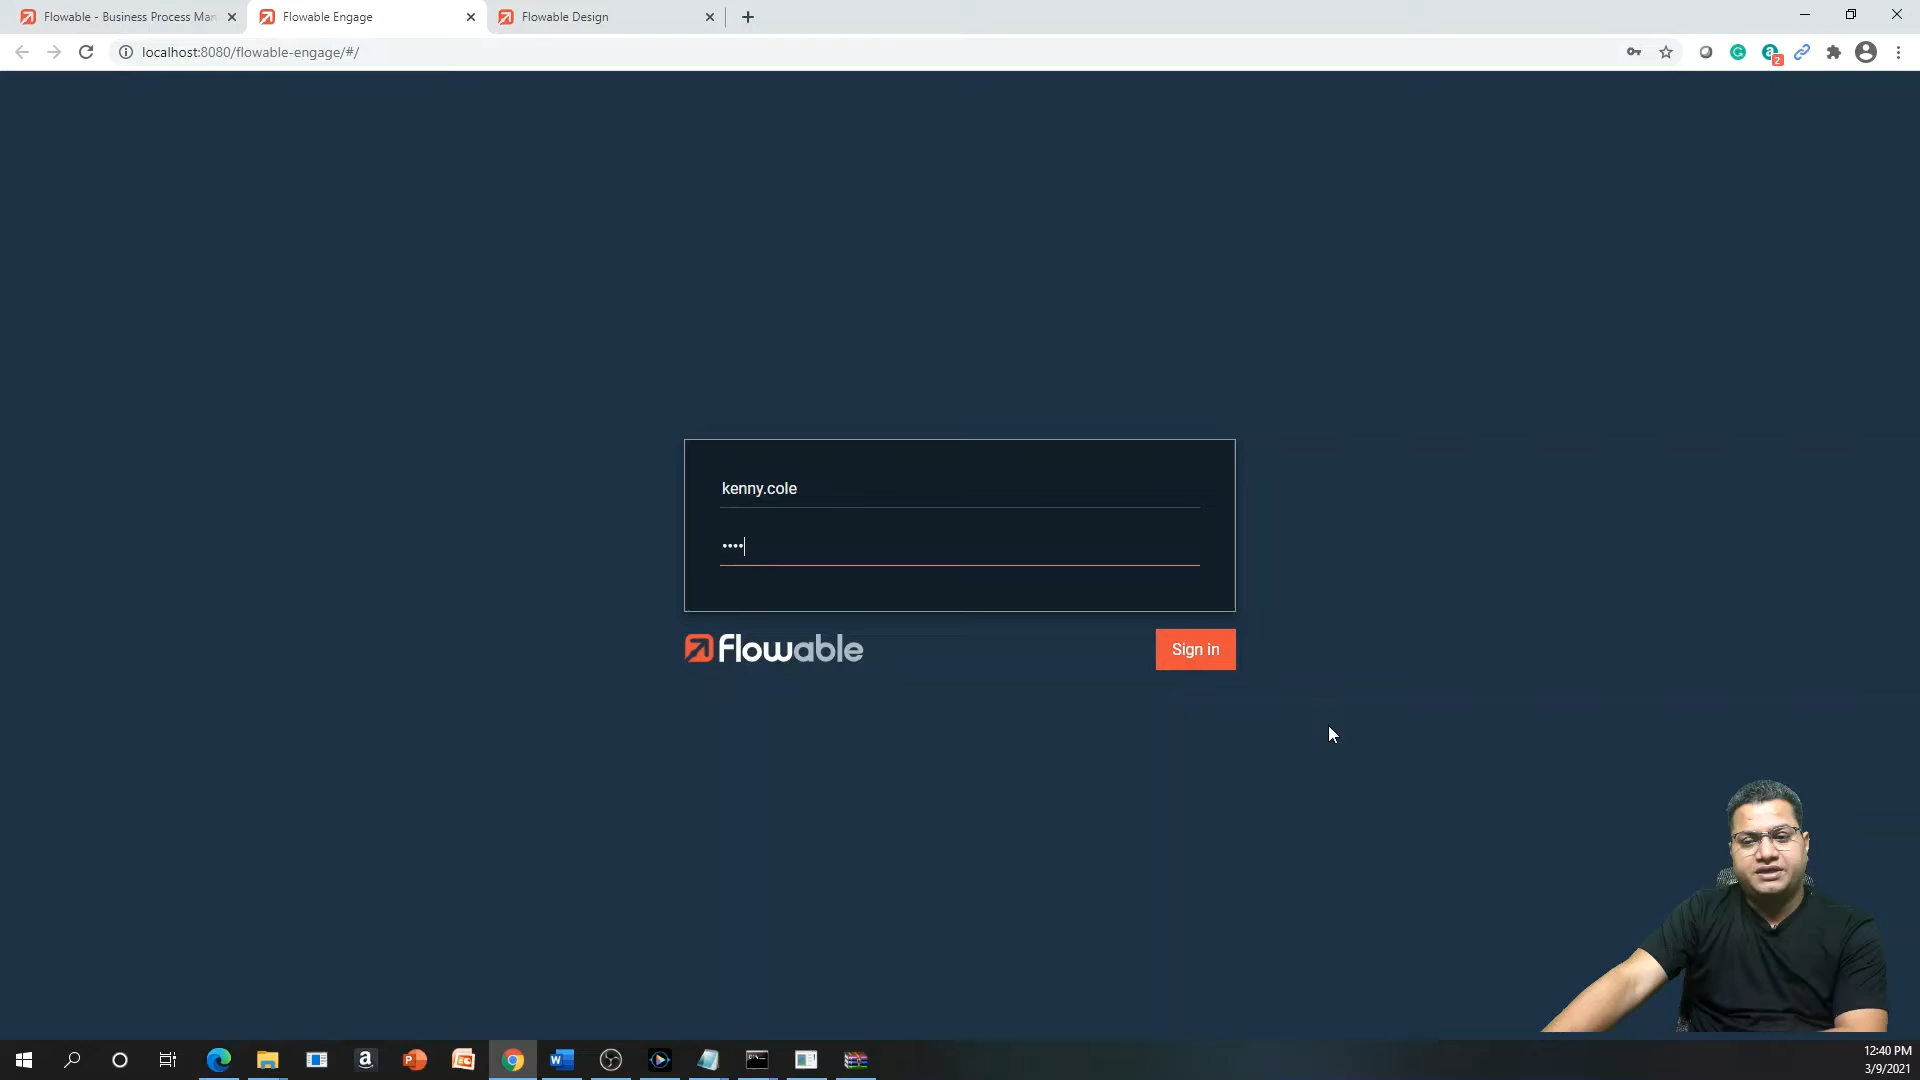 Flowable - Business Process Man
Flowable Engage
Flowable Design
localhost:8080/flowable-engage/#/
2
kenny.cole
••••
flowable
Sign in
12:40 PM
3/9/2021